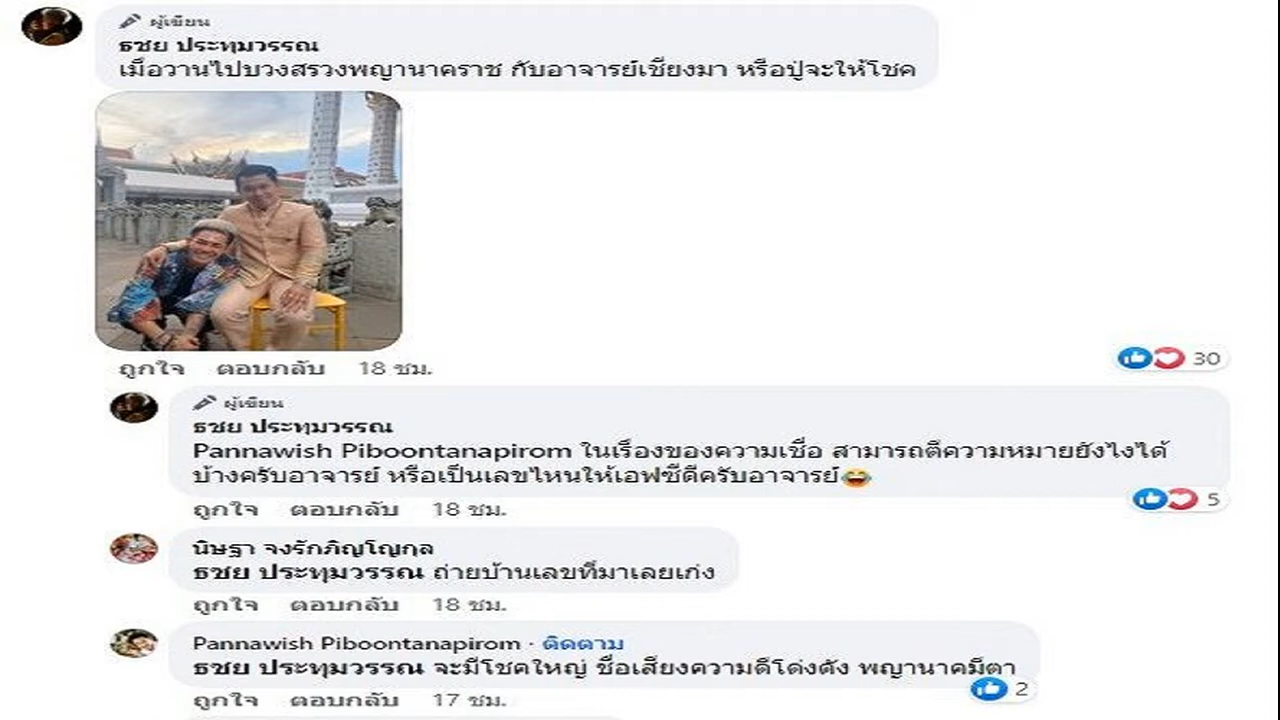 ผู้เขียน
ธชย ประทุมวรรณ
เมื่อวานไปบวงสรวงพญานาคราช กับอาจารย์เชียงมา หรือปู่จะให้โชค
ถูกใจ ตอบกลับ 18 ชม.
30
ผู้เขียน
ธชย ประทุมวรรณ
Pannawish Piboontanapirom ในเรื่องของความเชื่อ สามารถตีความหมายยังไงได้
บ้างครับอาจารย์ หรือเป็นเลขไหนให้เอฟซีดีครับอาจารย์😂
5
ถูกใจ ตอบกลับ 18 ชม.
นิษฐา จงรักภิญโญกุล
ธชย ประทุมวรรณ ถ่ายบ้านเลขที่มาเลยเก่ง
ถูกใจ ตอบกลับ 18 ชม.
Pannawish Piboontanapirom · ติดตาม
ธชย ประทุมวรรณ จะมีโชคใหญ่ ชื่อเสียงความดีโด่งดัง พญานาคมีตา
2
ถูกใจ ตอบกลับ 17 ชม.